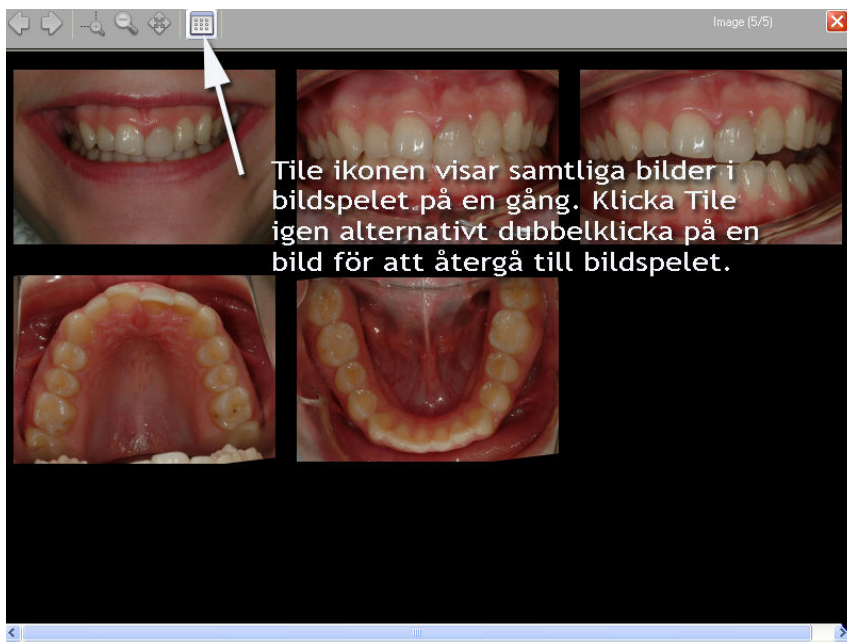 Image (5/5)
Tile ikonen visar samtliga bilder i
bildspelet på en gång. Klicka Tile
igen alternativt dubbelklicka på en
bild för att återgå till bildspelet.